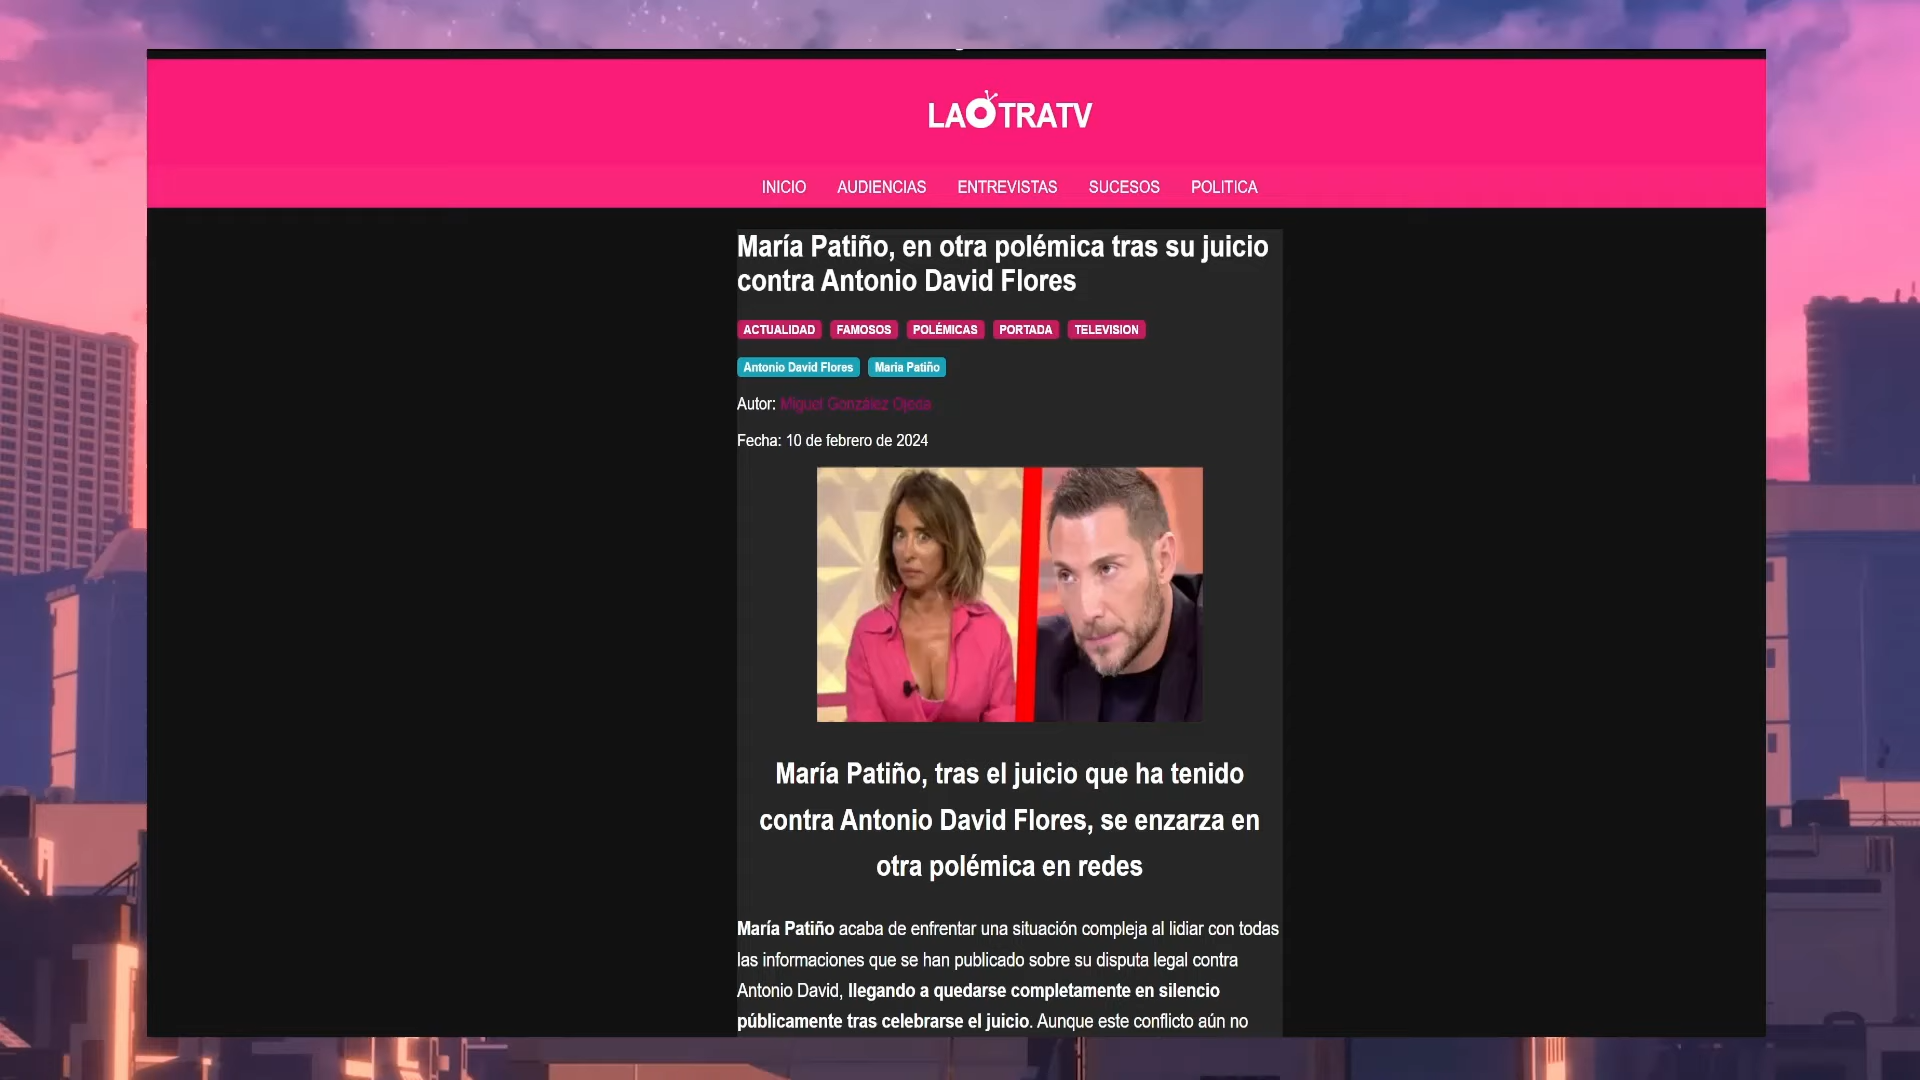 LAOTRATV
INICIO AUDIENCIAS ENTREVISTAS SUCESOS POLITICA
María Patiño, en otra polémica tras su juicio
contra Antonio David Flores
ACTUALIDAD FAMOSOS POLÉMICAS PORTADA TELEVISION
Antonio David Flores Maria Patiño
Autor: Miguel González Ojeda
Fecha: 10 de febrero de 2024
María Patiño, tras el juicio que ha tenido
contra Antonio David Flores, se enzarza en
otra polémica en redes
María Patiño acaba de enfrentar una situación compleja al lidiar con todas
las informaciones que se han publicado sobre su disputa legal contra
Antonio David, llegando a quedarse completamente en silencio
públicamente tras celebrarse el juicio. Aunque este conflicto aún no